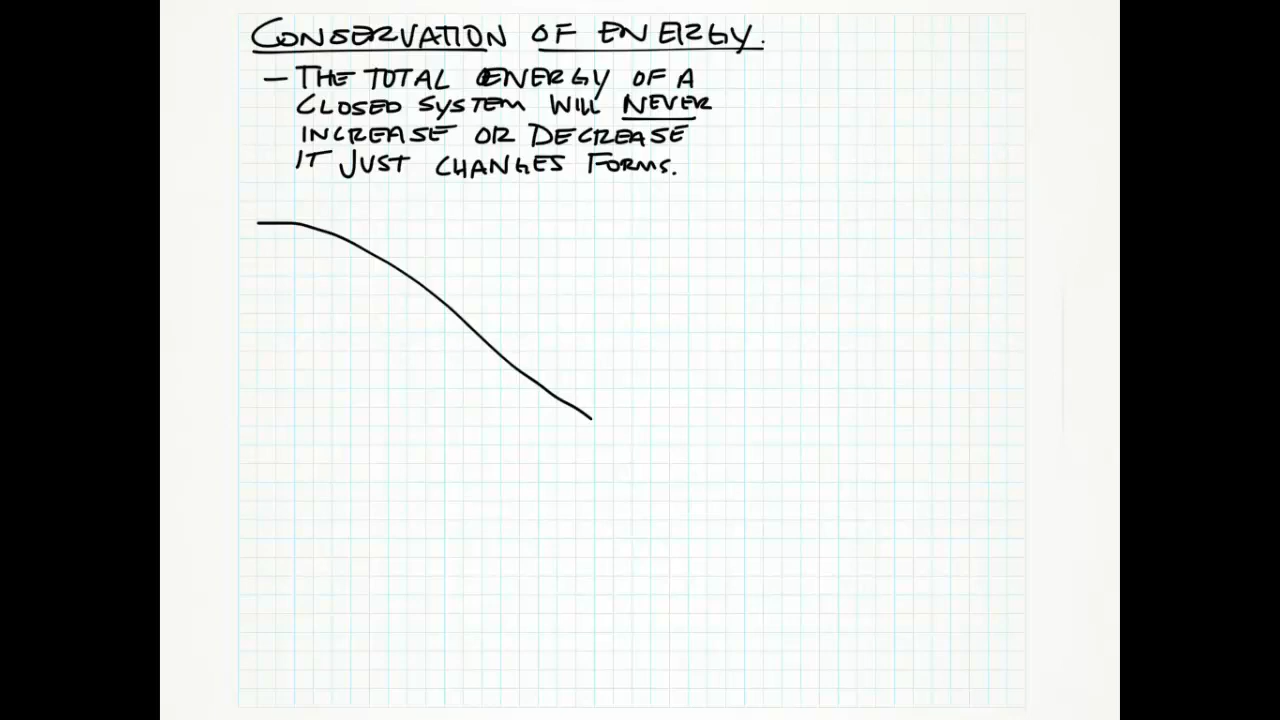 CONSERVATION OF ENERGY.
- THE TOTAL ENERGY OF A
CLOSED SYSTEM WILL NEVER
INCREASE OR DECREASE
IT JUST CHANGES FORMS.